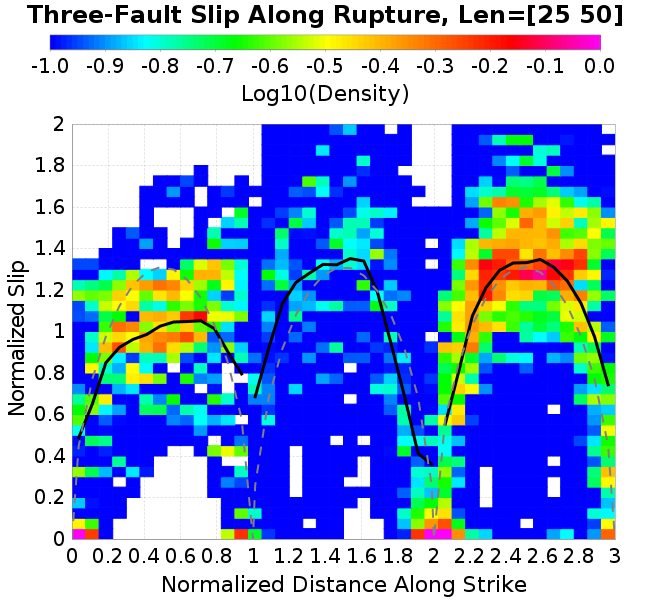 Three-Fault Slip Along Rupture, Len=[25 50]
-1.0 -0.9 -0.8 -0.7 -0.6 -0.5 -0.4 -0.3 -0.2 -0.1 0.0
Log10(Density)
Normalized Slip
2
1.8
1.6
1.4
1.2
1
0.8
0.6
0.4
0.2
0
0 0.2 0.4 0.6 0.8 1 1.2 1.4 1.6 1.8 2 2.2 2.4 2.6 2.8 3
Normalized Distance Along Strike